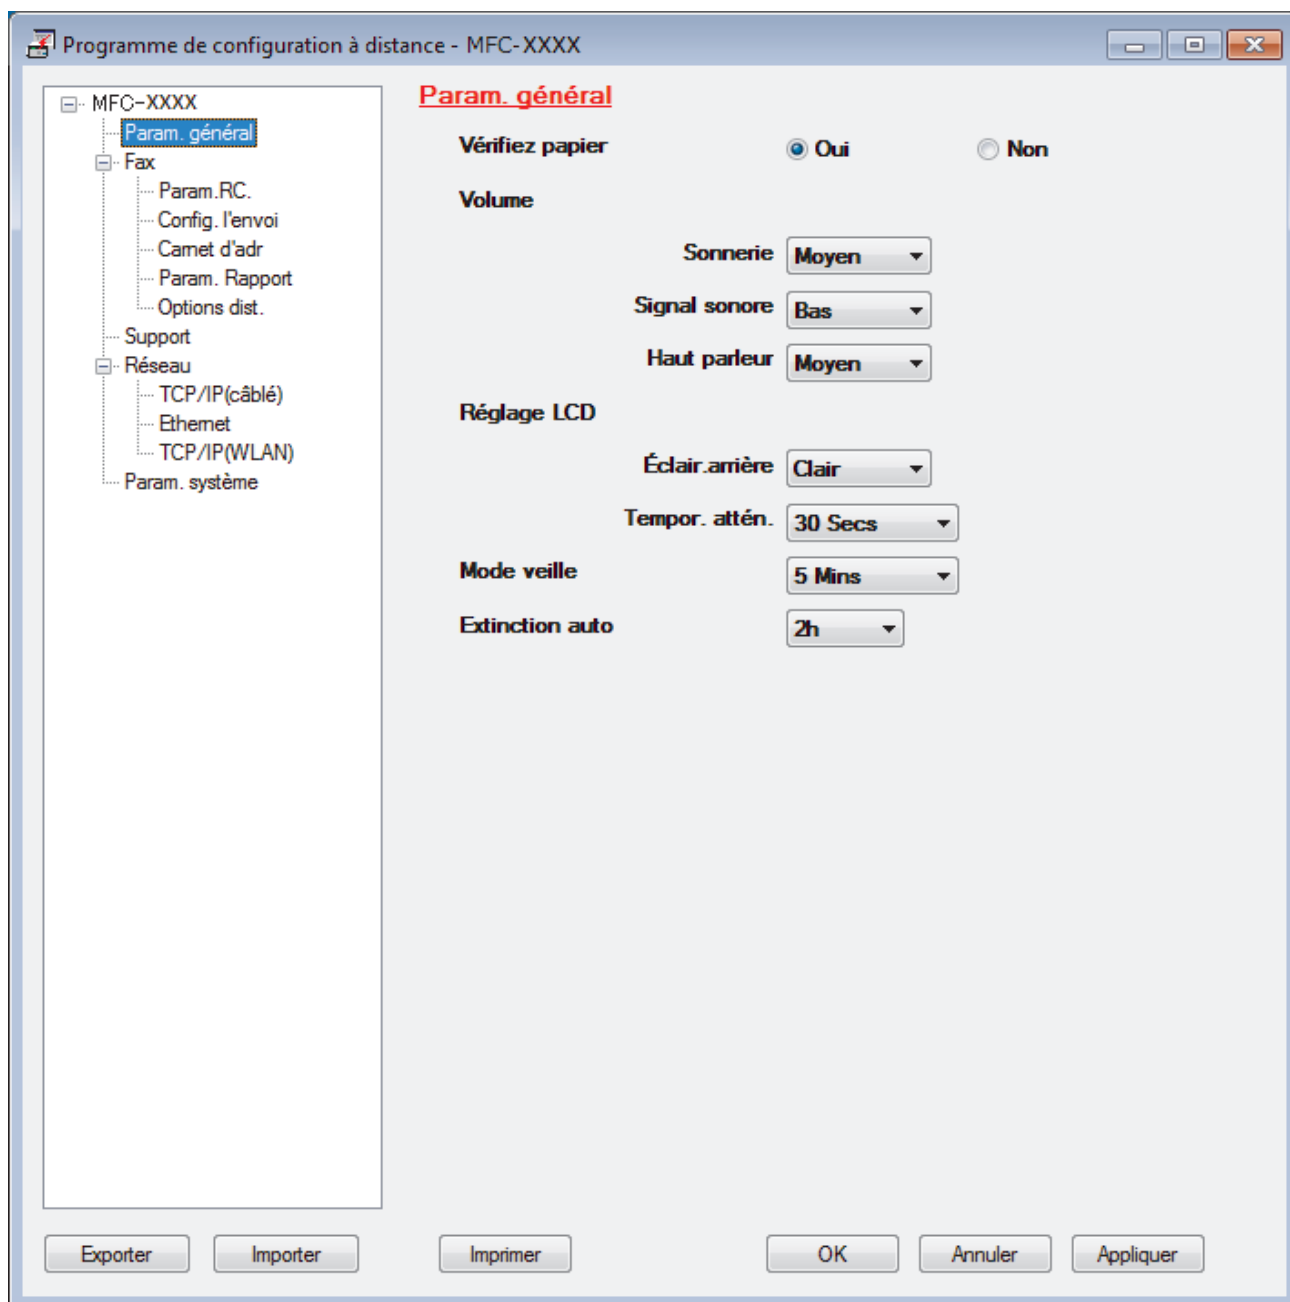 Programme de configuration à distance - MFC-XXXX
MFC-XXXX
Param. général
Fax
Param.RC.
Config. l'envoi
Carnet d'adr
Param. Rapport
Options dist.
Support
Réseau
TCP/IP(câblé)
Ethernet
TCP/IP(WLAN)
Param. système
Param. général
Vérifiez papier Oui Non
Volume
Sonnerie Moyen
Signal sonore Bas
Haut parleur Moyen
Réglage LCD
Éclair.arrière Clair
Tempor. attén. 30 Secs
Mode veille 5 Mins
Extinction auto 2h
Exporter Importer Imprimer OK Annuler Appliquer